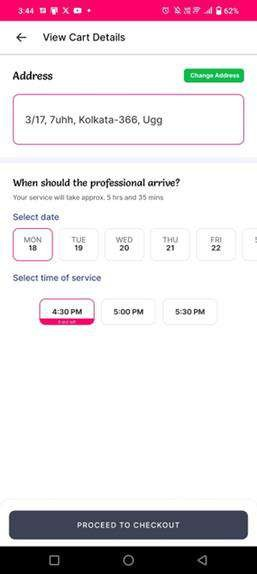 3:44 62%
View Cart Details
Address
Change Address
3/17, 7uhh, Kolkata-366, Ugg
When should the professional arrive?
Your service will take approx. 5 hrs and 35 mins
Select date
MON TUE WED THU FRI S
18 19 20 21 22
Select time of service
4:30 PM 5:00 PM 5:30 PM
PROCEED TO CHECKOUT